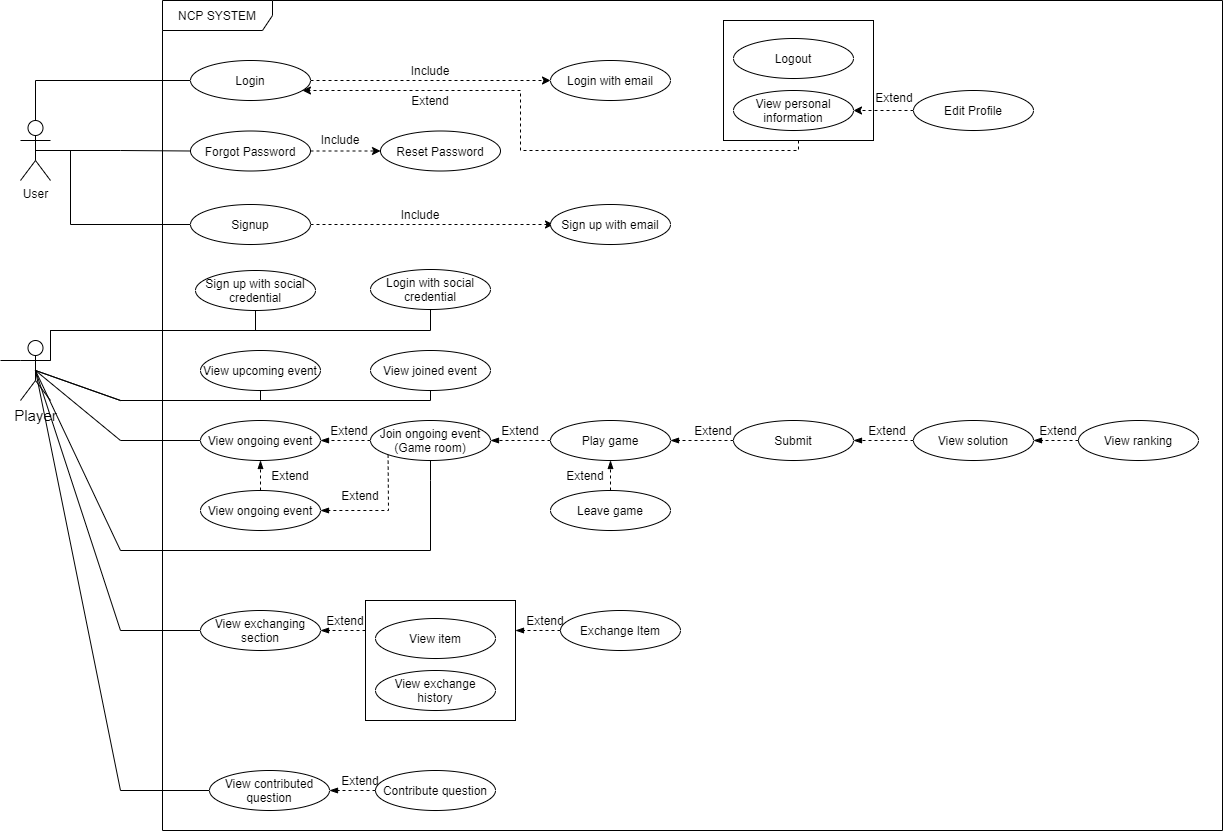 NCP SYSTEM
Logout
Login
Include
Login with email
Extend
View personal
information
Extend
Edit Profile
Forgot Password
Include
Reset Password
User
Signup
Include
Sign up with email
Sign up with social
credential
Login with social
credential
Player
View upcoming event
View joined event
View ongoing event
Extend
Join ongoing event
(Game room)
Extend
Play game
Extend
Submit
Extend
View solution
Extend
View ranking
Extend
View ongoing event
Extend
Extend
Leave game
View exchanging
section
Extend
View item
View exchange
history
Extend
Exchange Item
View contributed
question
Extend
Contribute question